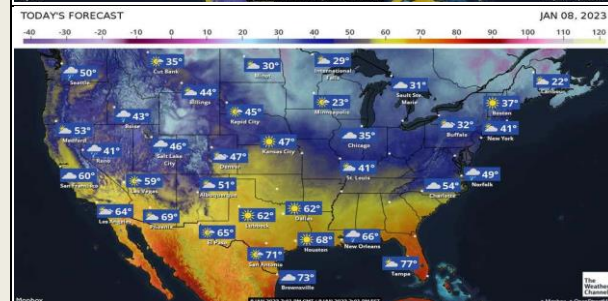 TODAY'S FORECAST
JAN 08, 2023
-40 -30 -20 -10 0 10 20 30 40 50 60 70 80 90 100 110 120
50° Seattle
35° Cut Bank
30° Minot
29° International Falls
31° Sault Ste. Marie
22° Caribou
44° Billings
23° Minneapolis
37° Boston
43° Boise
45° Rapid City
32° Buffalo
41° New York
53° Medford
35° Chicago
46° Salt Lake City
47° Kansas City
41° Reno
47° Denver
41° St. Louis
49° Norfolk
60° San Francisco
59° Las Vegas
51° Albuquerque
54° Charlotte
64° Los Angeles
69° Phoenix
62° Lubbock
62° Dallas
65° El Paso
68° Houston
66° New Orleans
71° San Antonio
77° Tampa
73° Brownsville
The
Weather
Channel